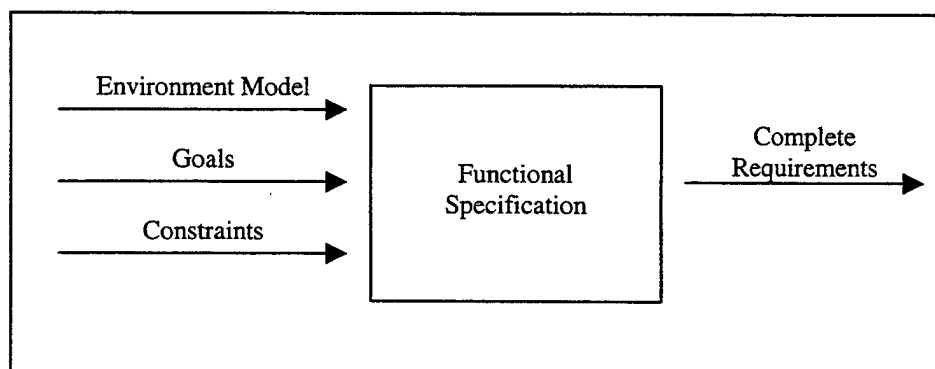 Environment Model
Goals
Constraints
Functional
Specification
Complete
Requirements